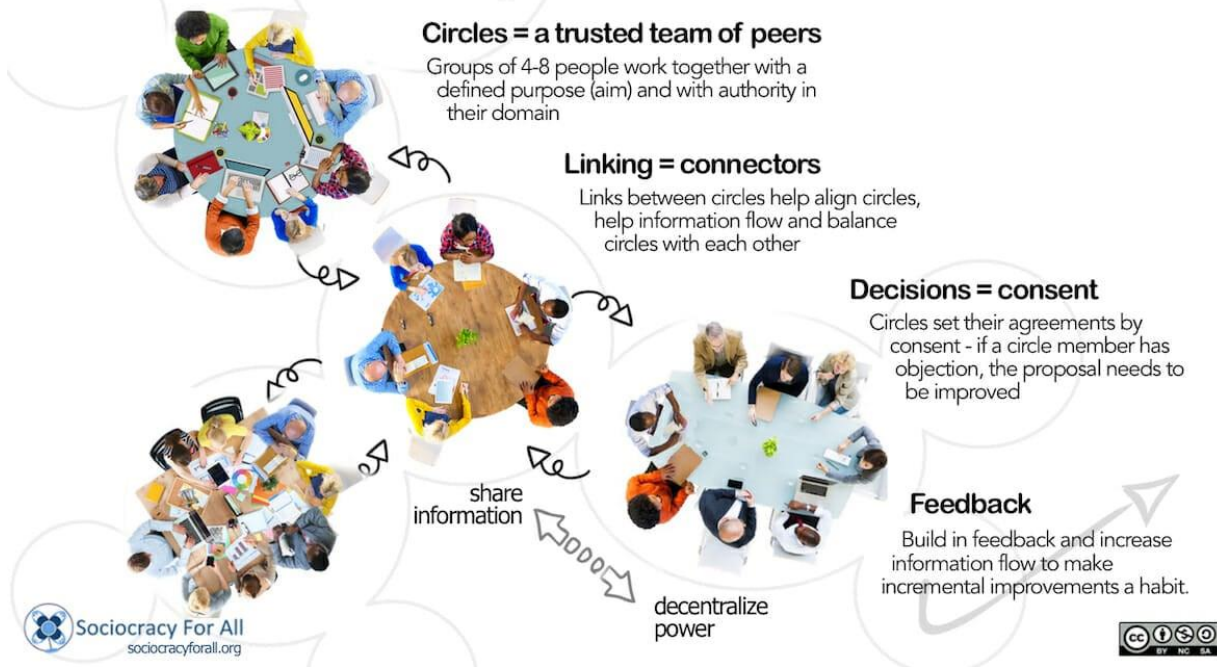 Circles = a trusted team of peers
Groups of 4-8 people work together with a
defined purpose (aim) and with authority in
their domain
Linking = connectors
Links between circles help align circles,
help information flow and balance
circles with each other
Decisions = consent
Circles set their agreements by
consent - if a circle member has
objection, the proposal needs to
be improved
share
information
decentralize
power
Feedback
Build in feedback and increase
information flow to make
incremental improvements a habit.
Sociocracy For All
sociocracyforall.org
cc
BY NC SA